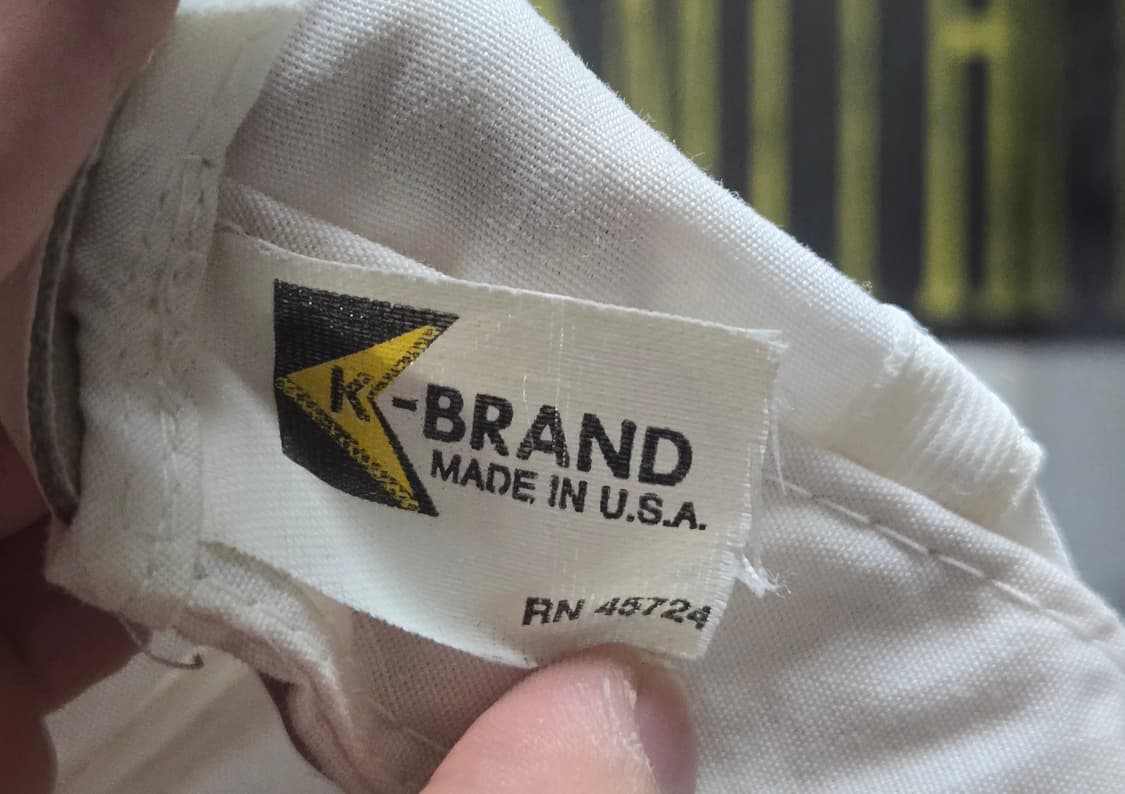 K-BRAND
MADE IN U.S.A.
RN 45724